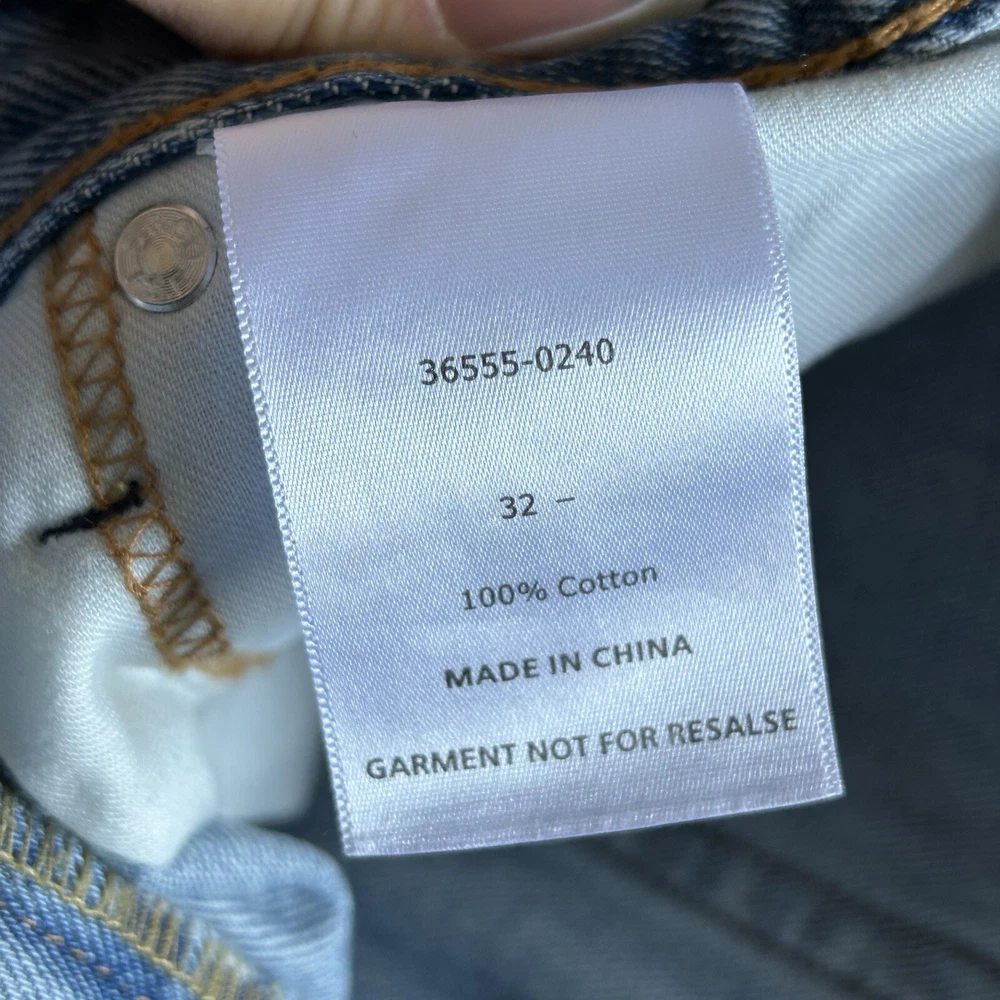 36555-0240
32 –
100% Cotton
MADE IN CHINA
GARMENT NOT FOR RESALSE